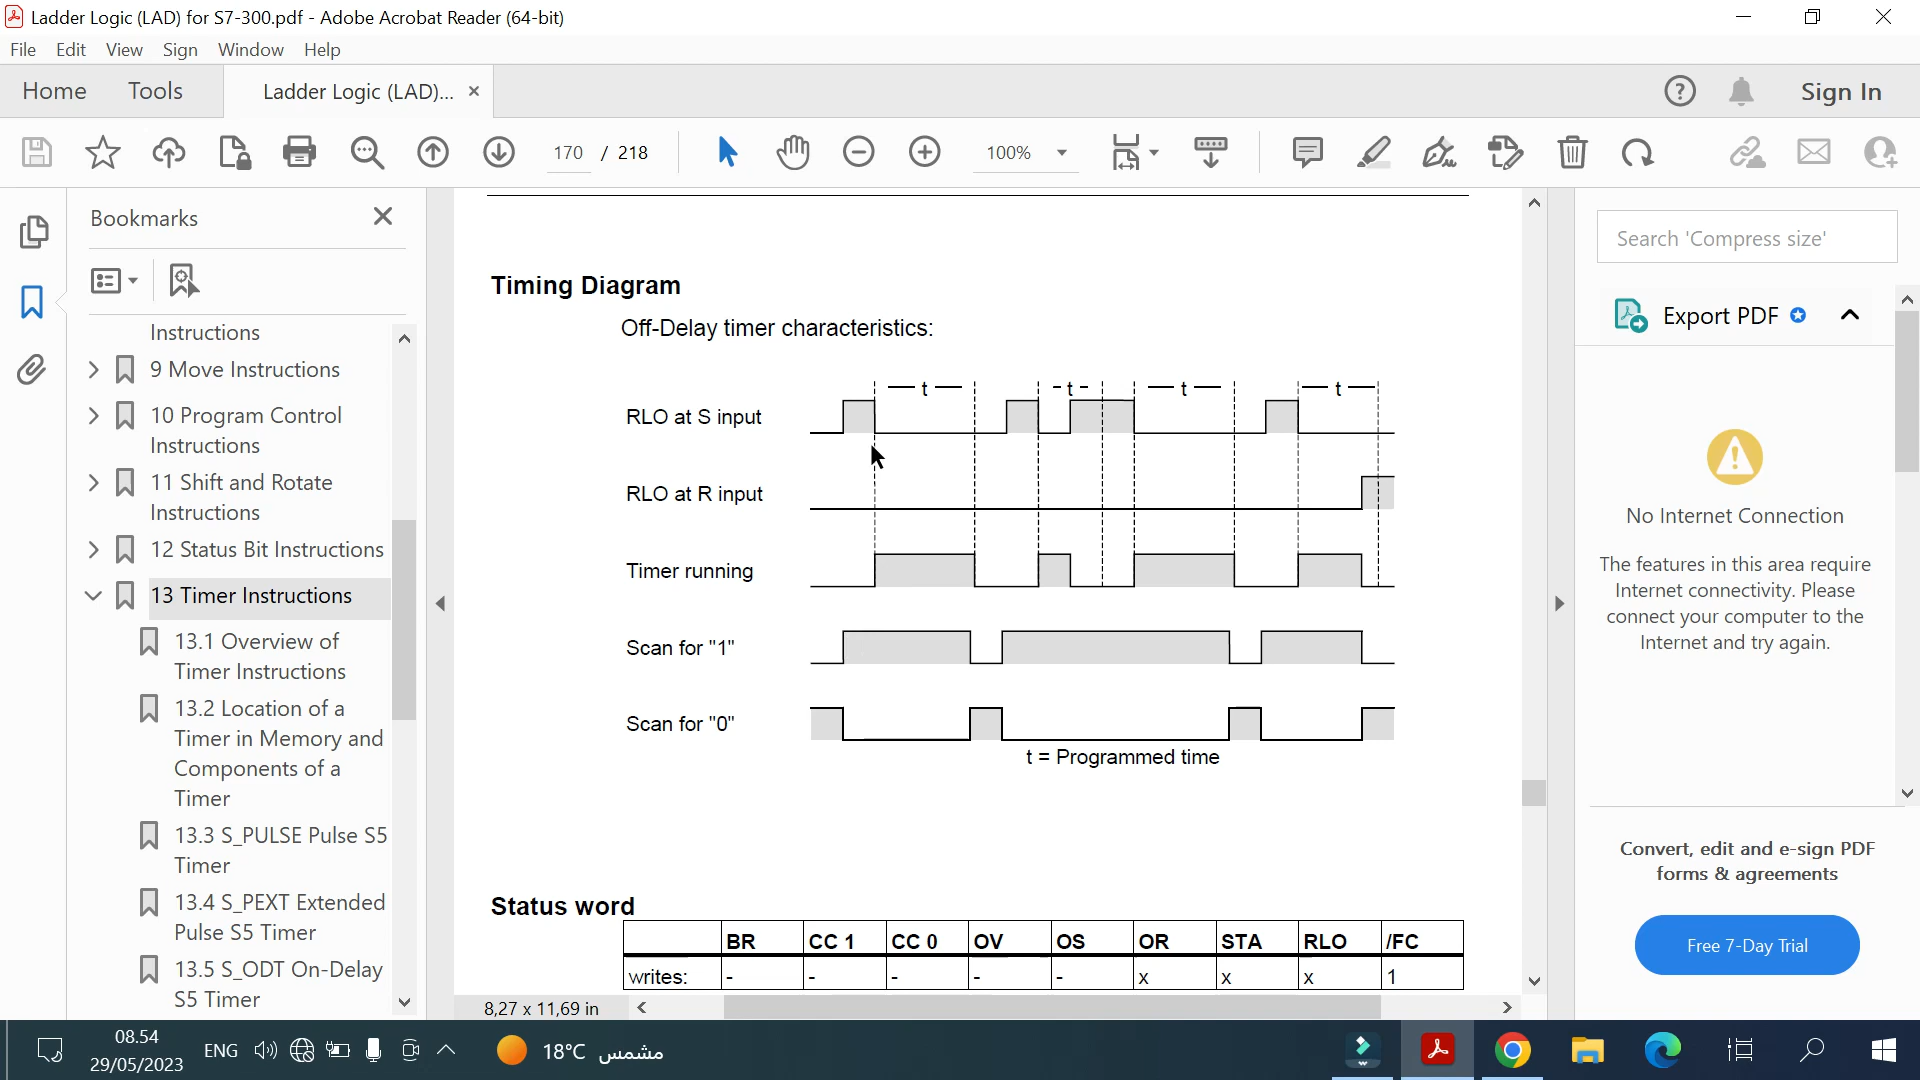 Ladder Logic (LAD) for S7-300.pdf - Adobe Acrobat Reader (64-bit)
File Edit View Sign Window Help
Home Tools Ladder Logic (LAD)... × Sign In
170 / 218 100%
Bookmarks
Instructions
9 Move Instructions
10 Program Control
Instructions
11 Shift and Rotate
Instructions
12 Status Bit Instructions
13 Timer Instructions
13.1 Overview of
Timer Instructions
13.2 Location of a
Timer in Memory and
Components of a
Timer
13.3 S_PULSE Pulse S5
Timer
13.4 S_PEXT Extended
Pulse S5 Timer
13.5 S_ODT On-Delay
S5 Timer
Timing Diagram
Off-Delay timer characteristics:
t t t t
RLO at S input
RLO at R input
Timer running
Scan for "1"
Scan for "0"
t = Programmed time
Status word
BR CC 1 CC 0 OV OS OR STA RLO /FC
writes: - - - - - x x x 1
8,27 x 11,69 in
Search 'Compress size'
Export PDF
No Internet Connection
The features in this area require
Internet connectivity. Please
connect your computer to the
Internet and try again.
Convert, edit and e-sign PDF
forms & agreements
Free 7-Day Trial
08.54
29/05/2023
ENG
18°C مشمس